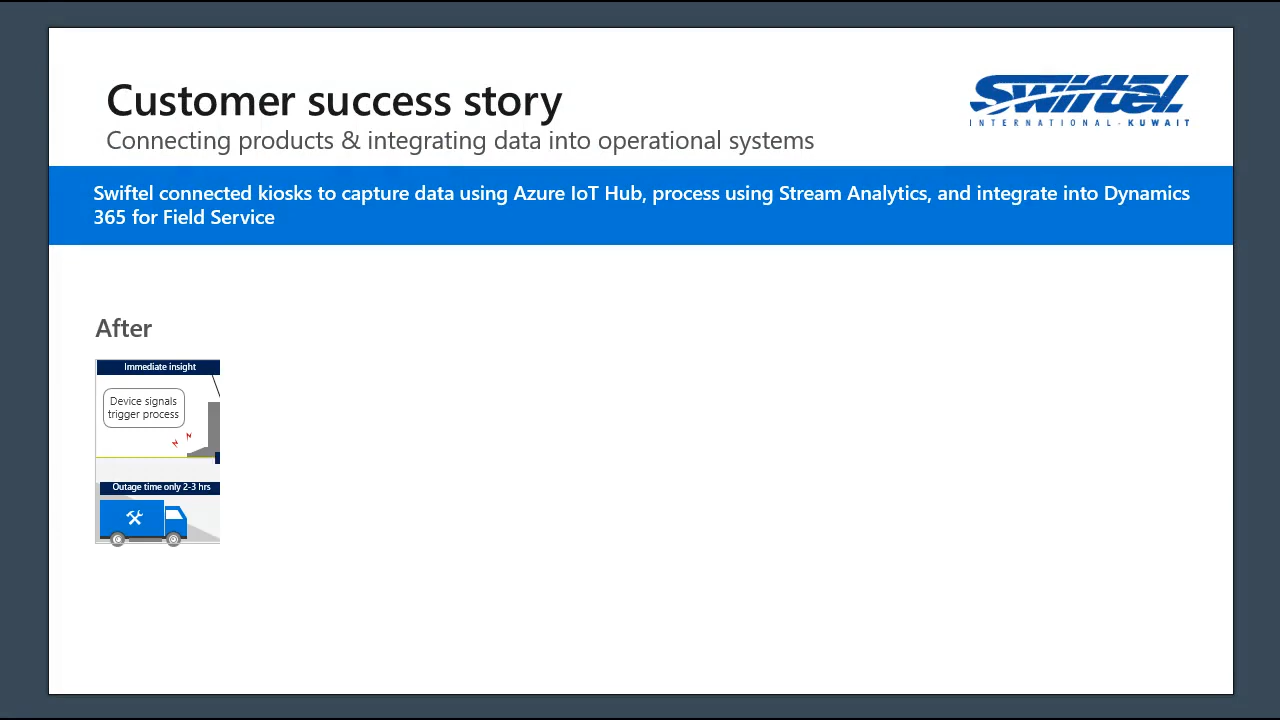 Customer success story
Swiftel
INTERNATIONAL - KUWAIT
Connecting products & integrating data into operational systems
Swiftel connected kiosks to capture data using Azure IoT Hub, process using Stream Analytics, and integrate into Dynamics
365 for Field Service
After
Immediate insight
Device signals
trigger process
Outage time only 2-3 hrs